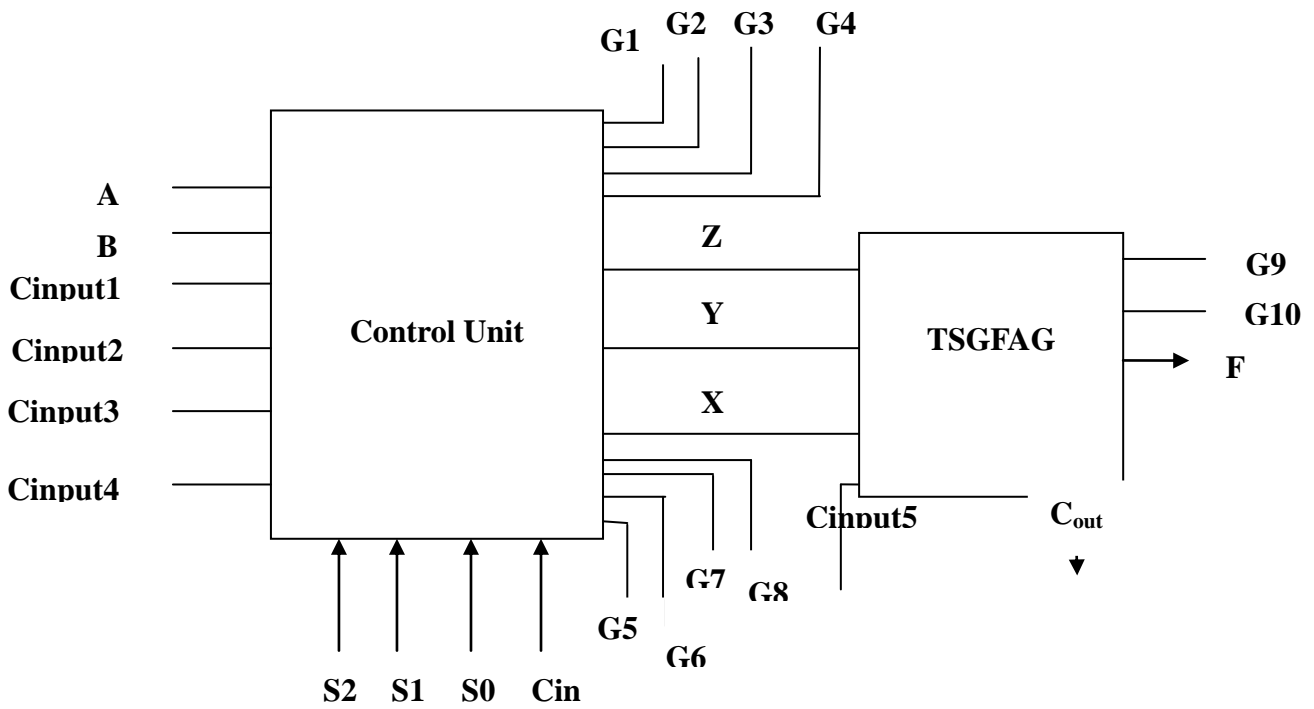 G1 G2 G3 G4
A
B
Cinput1
Cinput2
Cinput3
Cinput4
Control Unit
Z
Y
X
TSGFAG
G9
G10
F
Cinput5
Cout
G5
G6
G7
G8
S2 S1 S0 Cin